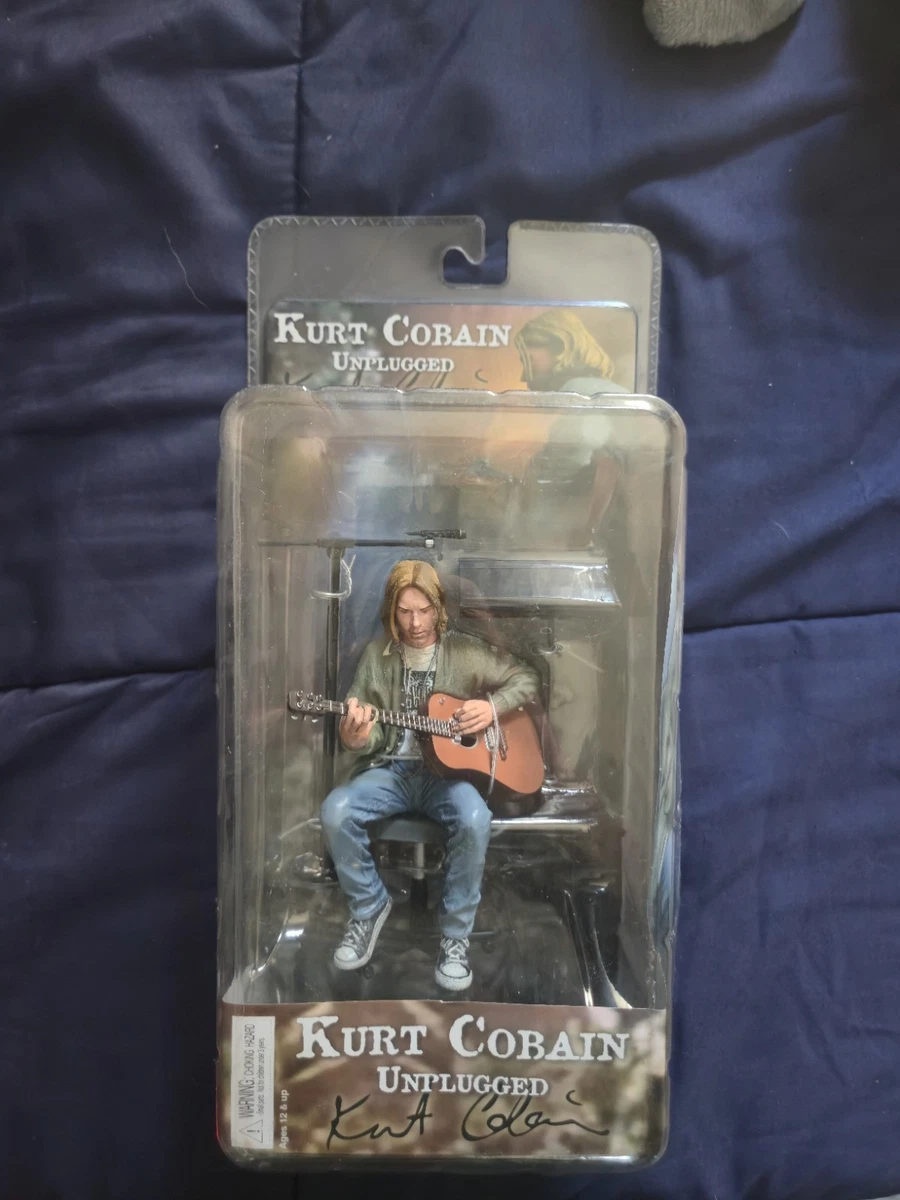 KURT COBAIN
UNPLUGGED
KURT COBAIN
UNPLUGGED
Kurt Cobain
WARNING: CHOKING HAZARD
Ages 12 & up